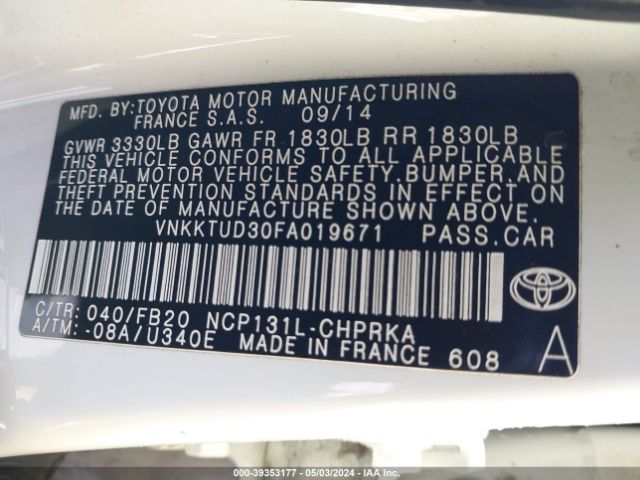 MFD. BY:TOYOTA MOTOR MANUFACTURING
FRANCE S.A.S. 09/14
GVWR 3330LB GAWR FR 1830LB RR 1830LB
THIS VEHICLE CONFORMS TO ALL APPLICABLE
FEDERAL MOTOR VEHICLE SAFETY,BUMPER,AND
THEFT PREVENTION STANDARDS IN EFFECT ON
THE DATE OF MANUFACTURE SHOWN ABOVE.
VNKKTUD30FA019671 PASS.CAR
C/TR: 040/FB20 NCP131L-CHPRKA
A/TM: -08A/U340E MADE IN FRANCE 608
TOYOTA
A
000-39353177 - 05/03/2024 - IAA Inc.